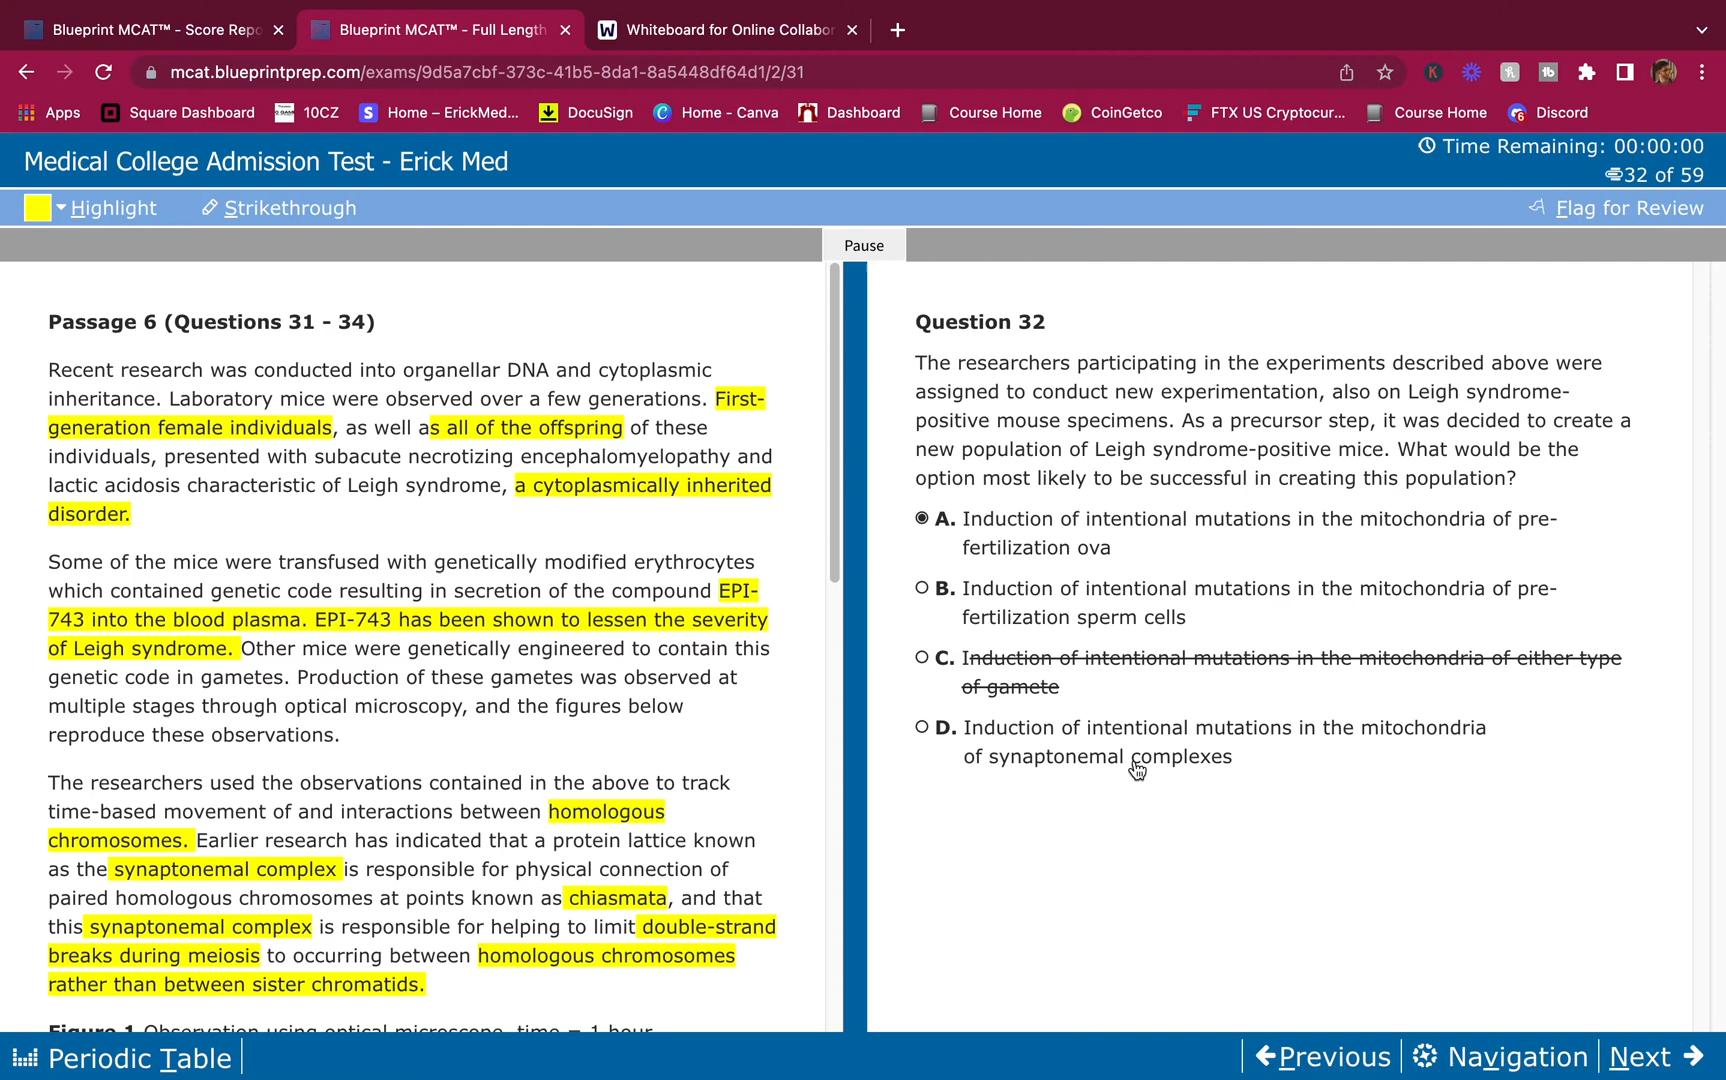 Blueprint MCAT™ - Score Repo
Blueprint MCAT™ - Full Length
Whiteboard for Online Collabor
mcat.blueprintprep.com/exams/9d5a7cbf-373c-41b5-8da1-8a5448df64d1/2/31
Apps Square Dashboard 10CZ Home – ErickMed... DocuSign Home - Canva Dashboard Course Home CoinGetco FTX US Cryptocur... Course Home Discord
Medical College Admission Test - Erick Med
Time Remaining: 00:00:00
32 of 59
Highlight Strikethrough Flag for Review
Pause
Passage 6 (Questions 31 - 34)
Recent research was conducted into organellar DNA and cytoplasmic
inheritance. Laboratory mice were observed over a few generations. First-
generation female individuals, as well as all of the offspring of these
individuals, presented with subacute necrotizing encephalomyelopathy and
lactic acidosis characteristic of Leigh syndrome, a cytoplasmically inherited
disorder.
Some of the mice were transfused with genetically modified erythrocytes
which contained genetic code resulting in secretion of the compound EPI-
743 into the blood plasma. EPI-743 has been shown to lessen the severity
of Leigh syndrome. Other mice were genetically engineered to contain this
genetic code in gametes. Production of these gametes was observed at
multiple stages through optical microscopy, and the figures below
reproduce these observations.
The researchers used the observations contained in the above to track
time-based movement of and interactions between homologous
chromosomes. Earlier research has indicated that a protein lattice known
as the synaptonemal complex is responsible for physical connection of
paired homologous chromosomes at points known as chiasmata, and that
this synaptonemal complex is responsible for helping to limit double-strand
breaks during meiosis to occurring between homologous chromosomes
rather than between sister chromatids.
Figure 1 Observation using optical microscope, time = 1 hour
Question 32
The researchers participating in the experiments described above were
assigned to conduct new experimentation, also on Leigh syndrome-
positive mouse specimens. As a precursor step, it was decided to create a
new population of Leigh syndrome-positive mice. What would be the
option most likely to be successful in creating this population?
A. Induction of intentional mutations in the mitochondria of pre-
fertilization ova
B. Induction of intentional mutations in the mitochondria of pre-
fertilization sperm cells
C. Induction of intentional mutations in the mitochondria of either type
of gamete
D. Induction of intentional mutations in the mitochondria
of synaptonemal complexes
Periodic Table
Previous Navigation Next